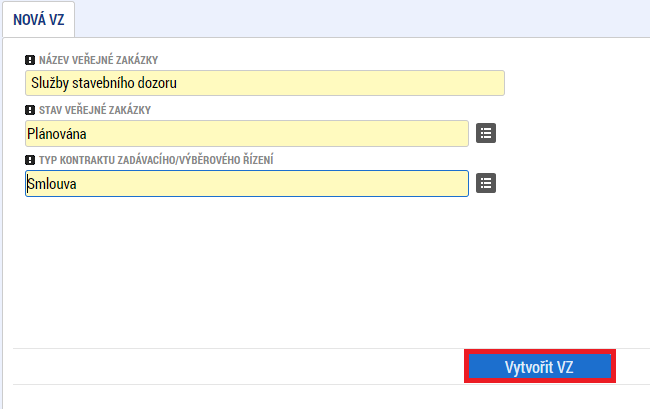 NOVÁ VZ
NÁZEV VEŘEJNÉ ZAKÁZKY
Služby stavebního dozoru
STAV VEŘEJNÉ ZAKÁZKY
Plánována
TYP KONTRAKTU ZADÁVACÍHO/VÝBĚROVÉHO ŘÍZENÍ
Smlouva
Vytvořit VZ